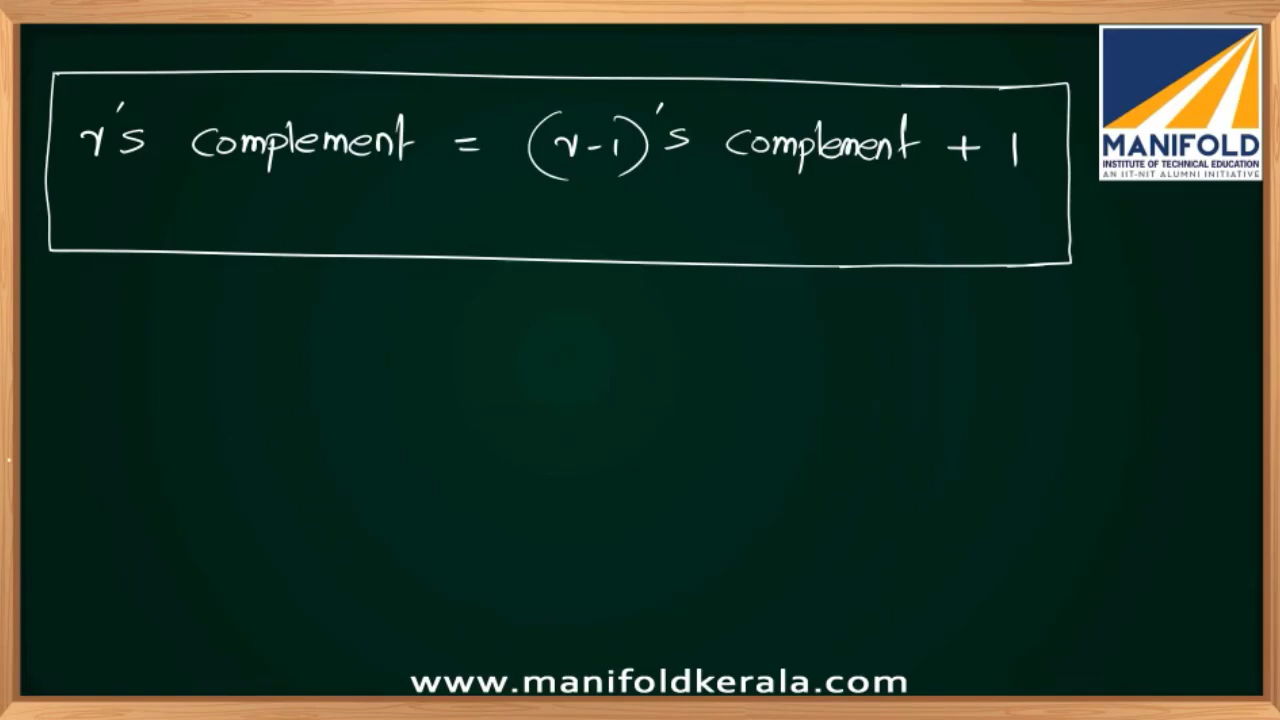 r's complement = (r-1)'s complement + 1
MANIFOLD
INSTITUTE OF TECHNICAL EDUCATION
AN IIT-NIT ALUMNI INITIATIVE
www.manifoldkerala.com